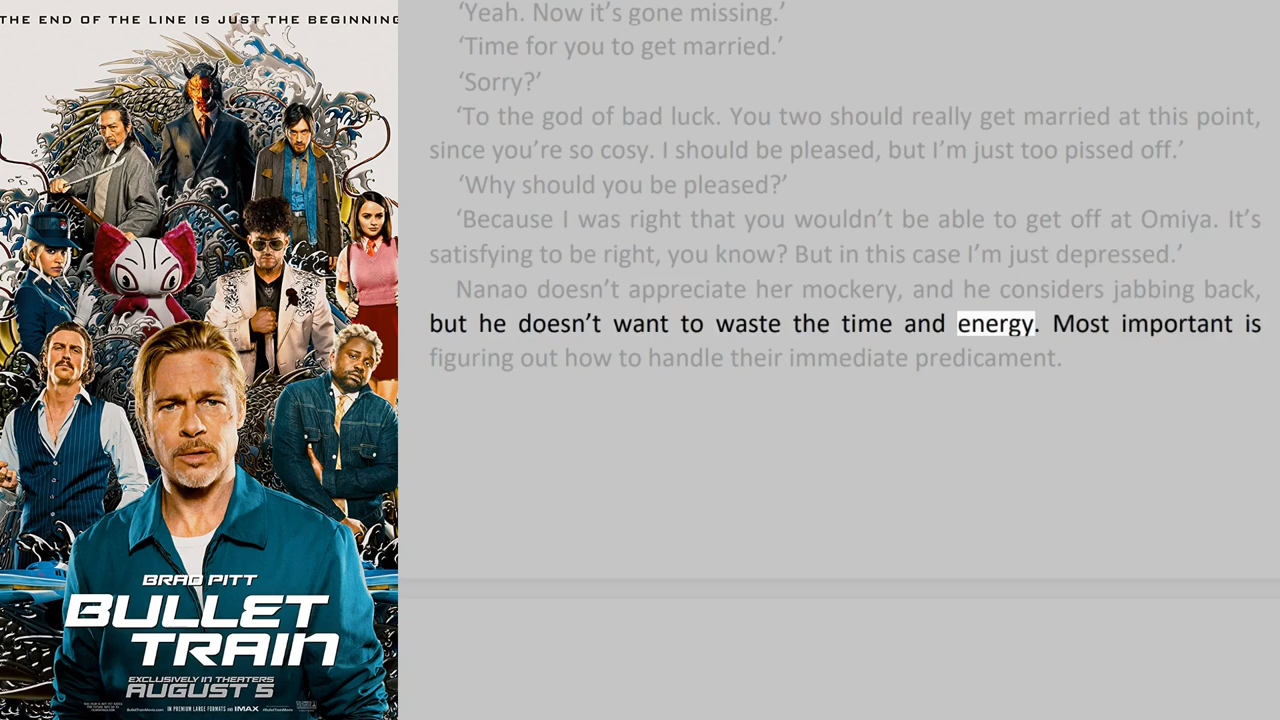 THE END OF THE LINE IS JUST THE BEGINNING
BRAD PITT
BULLET
TRAIN
EXCLUSIVELY IN THEATERS
AUGUST 5
BulletTrainMovie.com
IN PREMIUM LARGE FORMATS AND IMAX
#BulletTrainMovie
‘Yeah. Now it’s gone missing.’
‘Time for you to get married.’
‘Sorry?’
‘To the god of bad luck. You two should really get married at this point,
since you’re so cosy. I should be pleased, but I’m just too pissed off.’
‘Why should you be pleased?’
‘Because I was right that you wouldn’t be able to get off at Omiya. It’s
satisfying to be right, you know? But in this case I’m just depressed.’
Nanao doesn’t appreciate her mockery, and he considers jabbing back,
but he doesn’t want to waste the time and energy. Most important is
figuring out how to handle their immediate predicament.